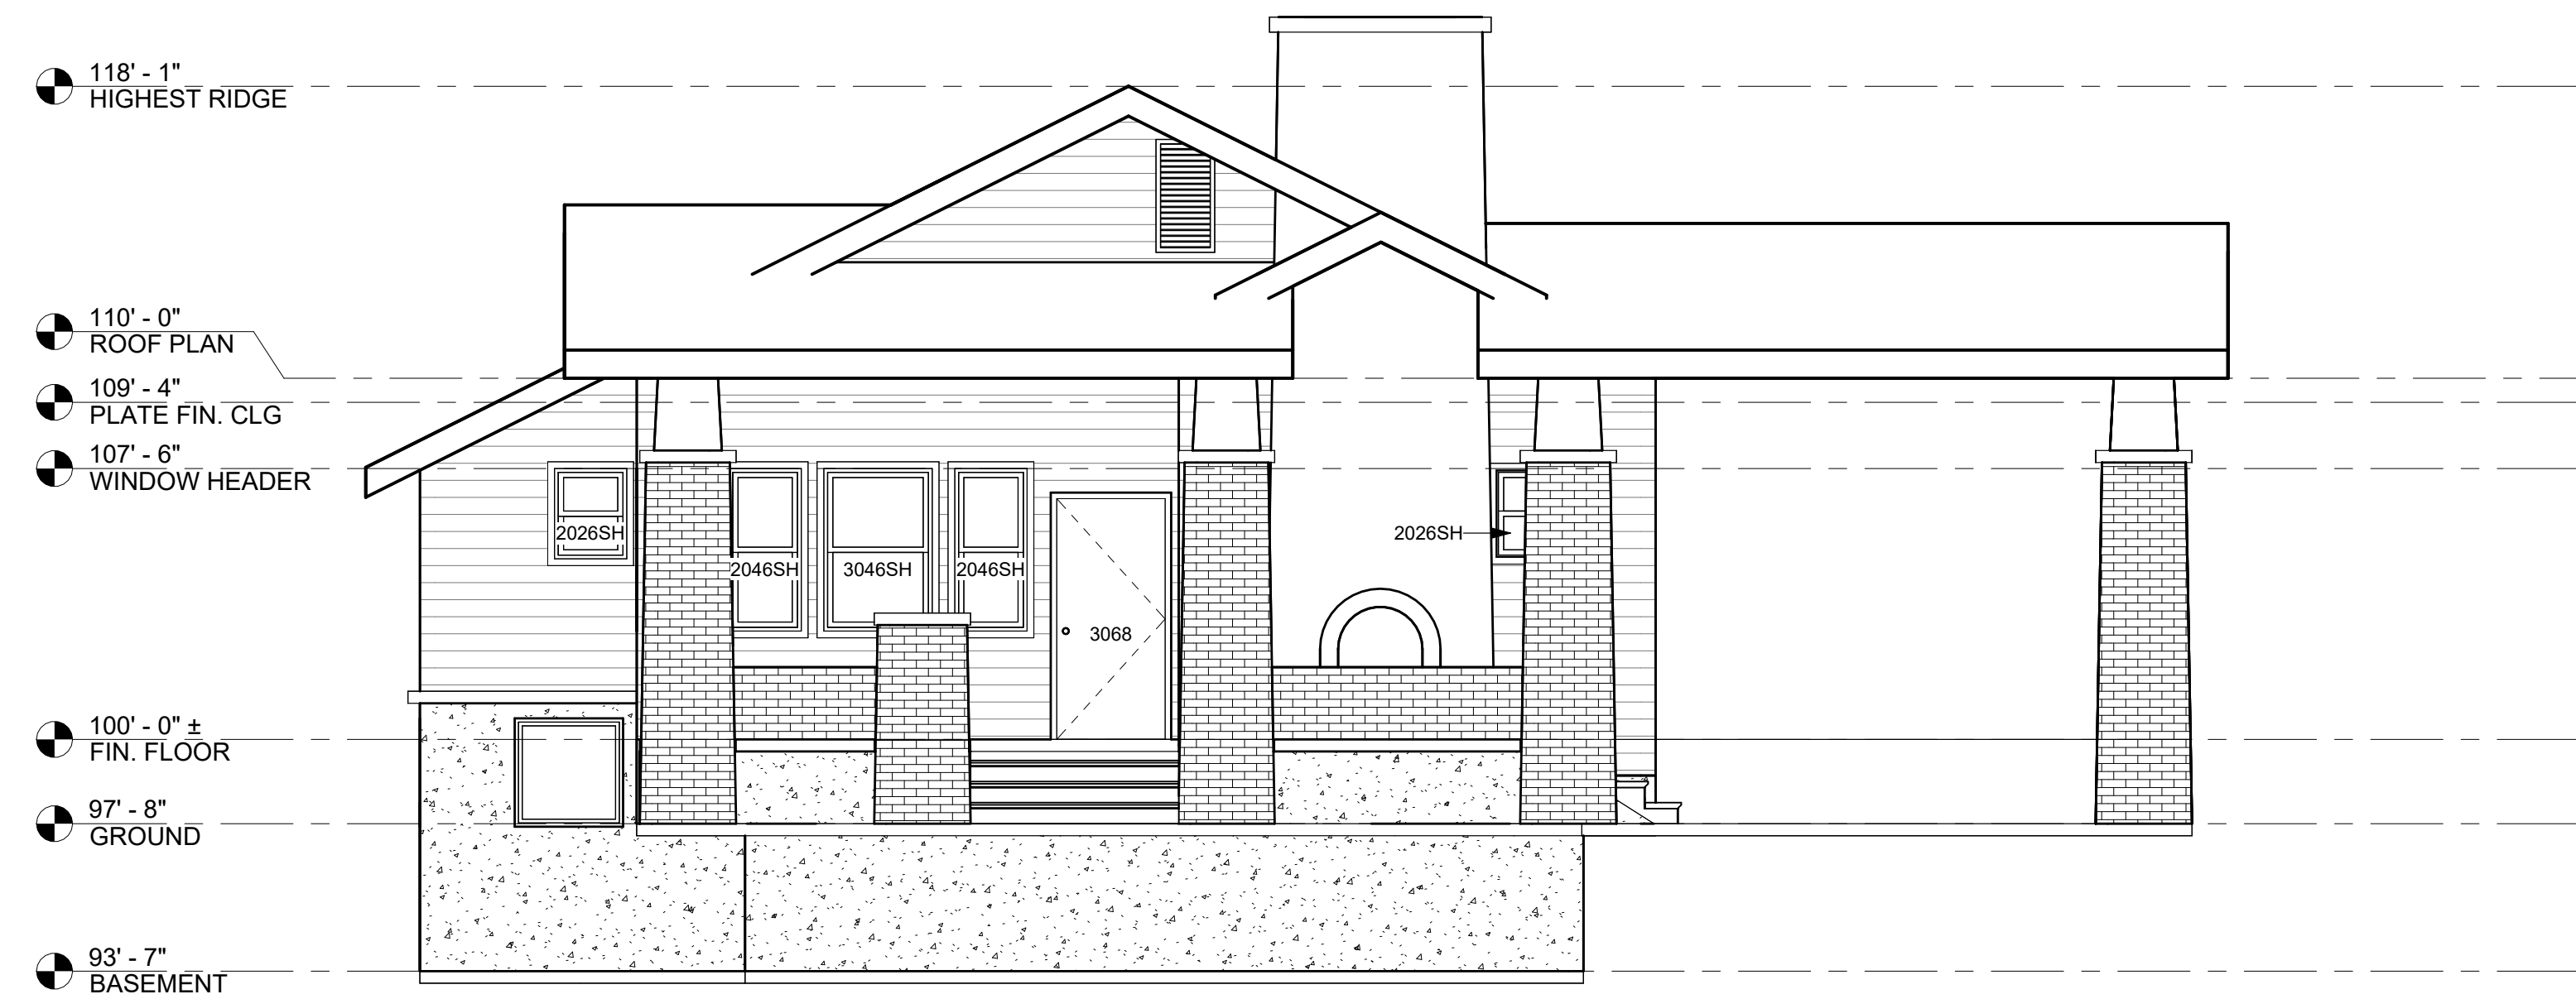 118' - 1"
HIGHEST RIDGE
110' - 0"
ROOF PLAN
109' - 4"
PLATE FIN. CLG
107' - 6"
WINDOW HEADER
2026SH
2026SH
2046SH
3046SH
2046SH
3068
100' - 0" ±
FIN. FLOOR
97' - 8"
GROUND
93' - 7"
BASEMENT